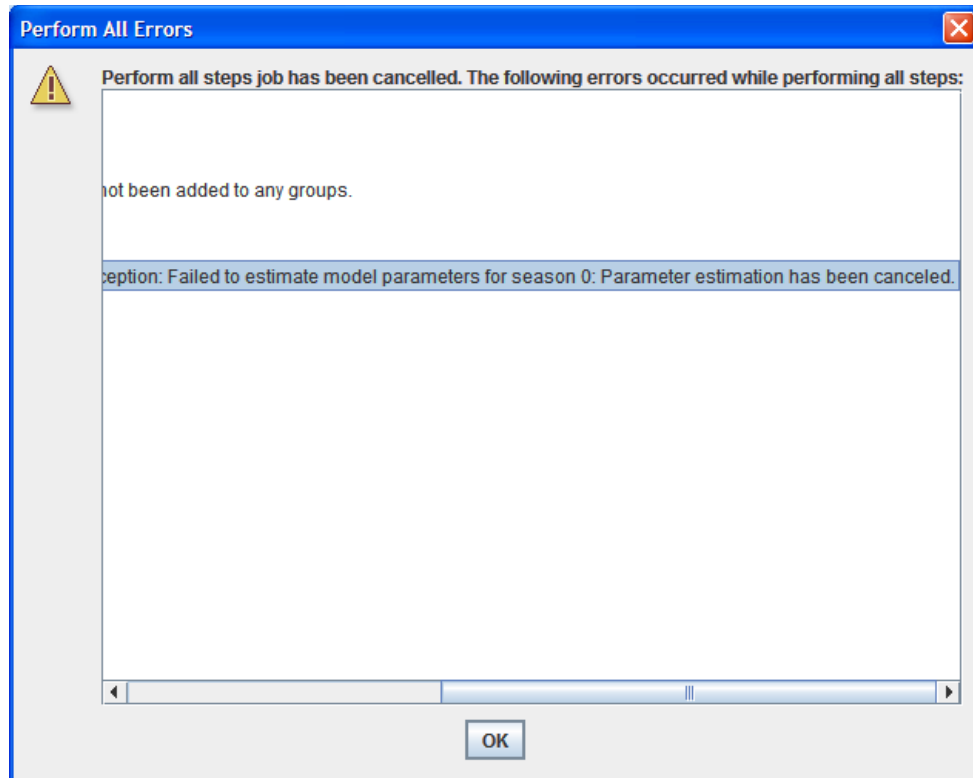 Perform All Errors
Perform all steps job has been cancelled. The following errors occurred while performing all steps:
not been added to any groups.
ception: Failed to estimate model parameters for season 0: Parameter estimation has been canceled.
OK